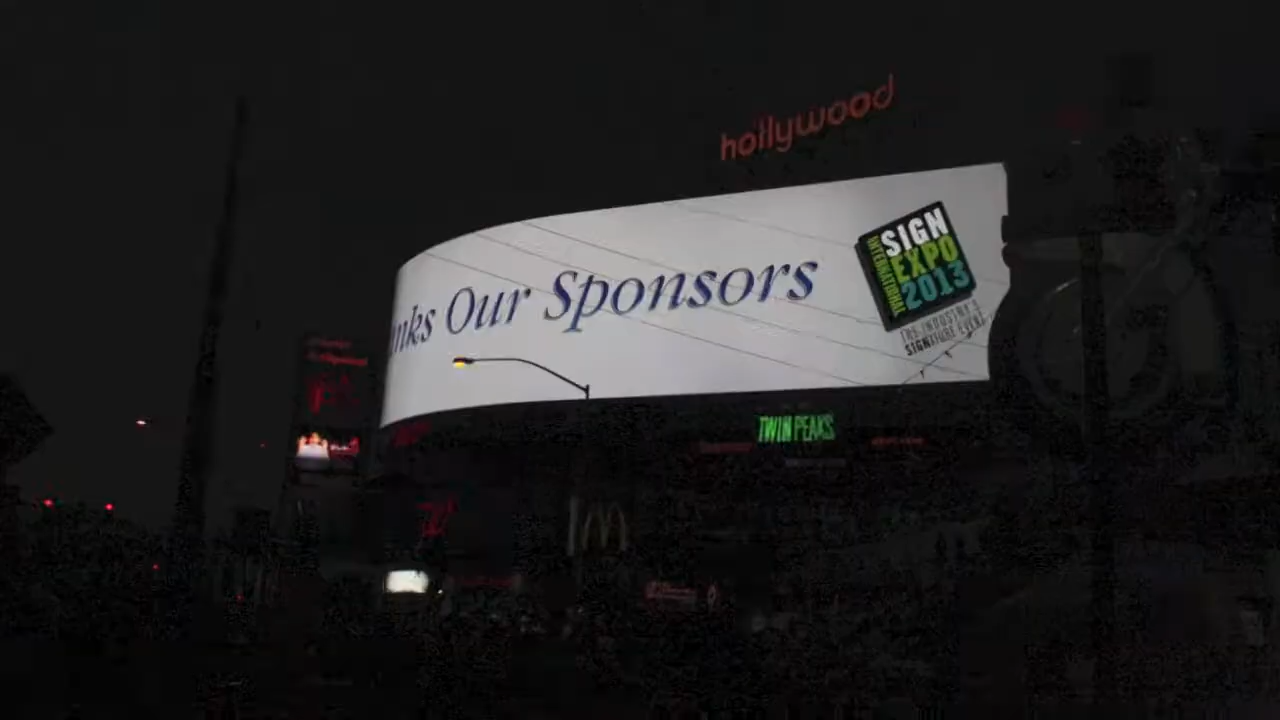 hollywood
nks Our Sponsors
INTERNATIONAL
SIGN
EXPO
2013
THE INDUSTRY'S
SIGNATURE EVENT
TWIN PEAKS